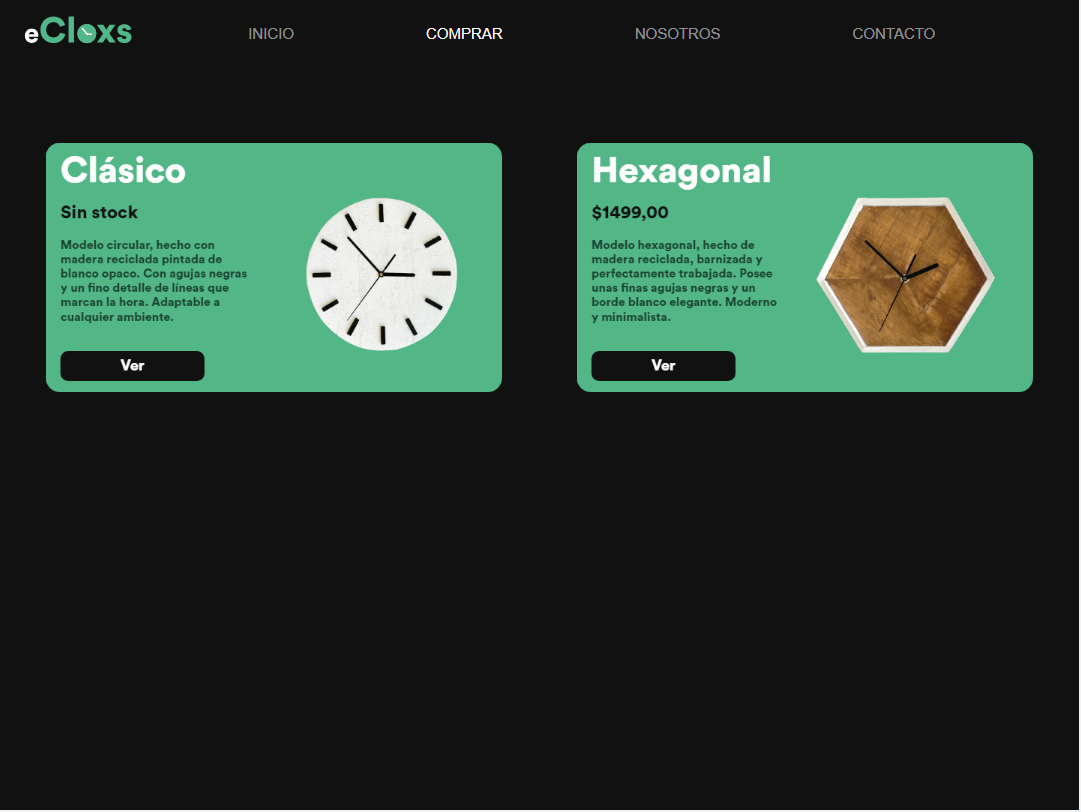 eCloxs
INICIO
COMPRAR
NOSOTROS
CONTACTO
Clásico
Sin stock
Modelo circular, hecho con
madera reciclada pintada de
blanco opaco. Con agujas negras
y un fino detalle de líneas que
marcan la hora. Adaptable a
cualquier ambiente.
Ver
Hexagonal
$1499,00
Modelo hexagonal, hecho de
madera reciclada, barnizada y
perfectamente trabajada. Posee
unas finas agujas negras y un
borde blanco elegante. Moderno
y minimalista.
Ver